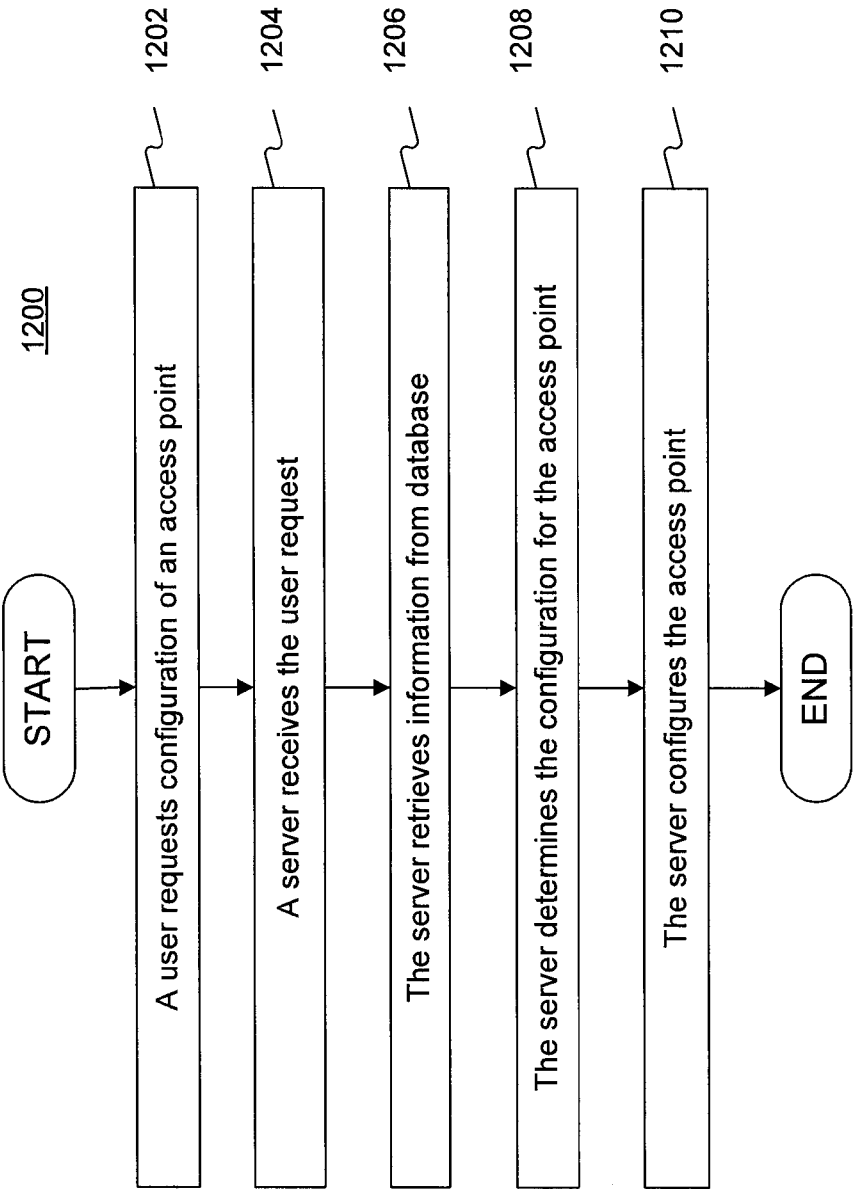 1200
START
A user requests configuration of an access point
1202
A server receives the user request
1204
The server retrieves information from database
1206
The server determines the configuration for the access point
1208
The server configures the access point
1210
END